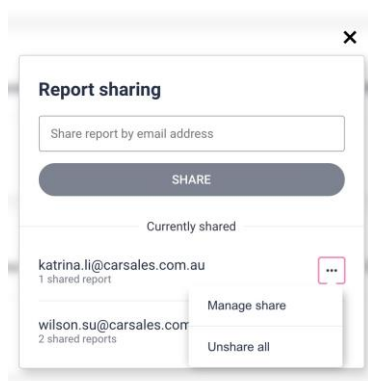 Report sharing
Share report by email address
SHARE
Currently shared
katrina.li@carsales.com.au
1 shared report
Manage share
wilson.su@carsales.com
2 shared reports
Unshare all